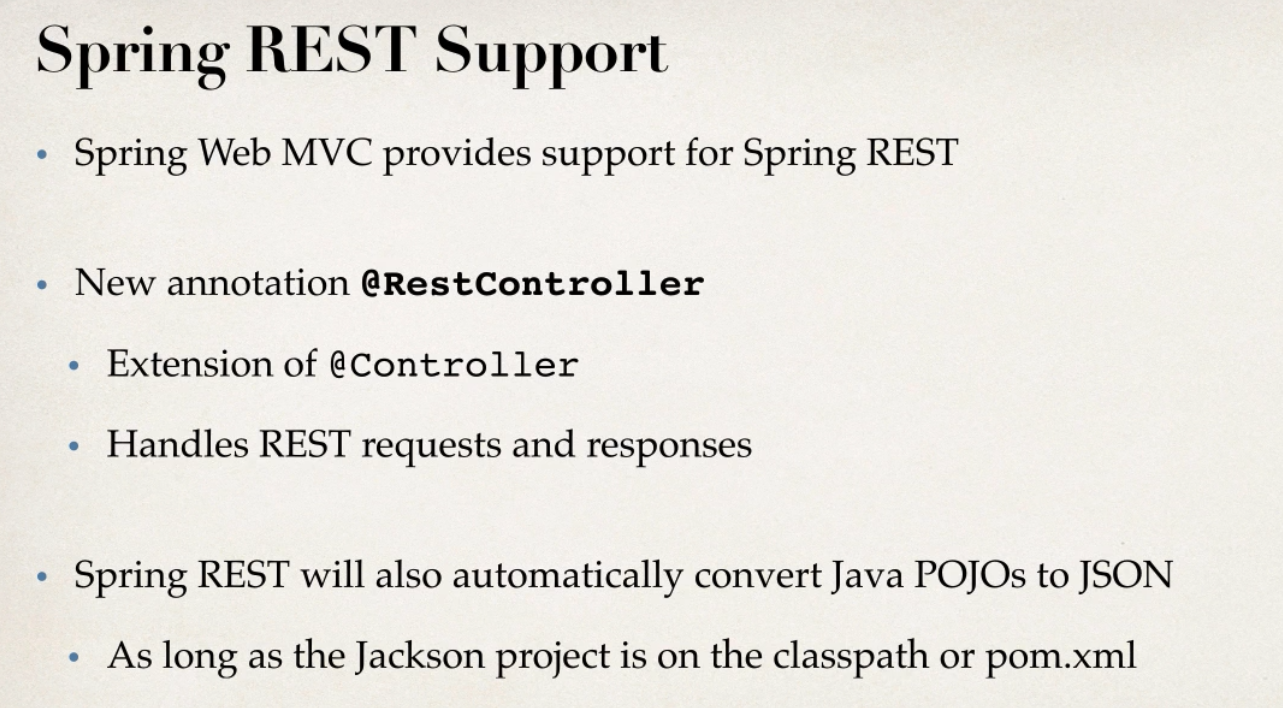 Spring REST Support
• Spring Web MVC provides support for Spring REST
• New annotation @RestController
• Extension of @Controller
• Handles REST requests and responses
• Spring REST will also automatically convert Java POJOs to JSON
• As long as the Jackson project is on the classpath or pom.xml